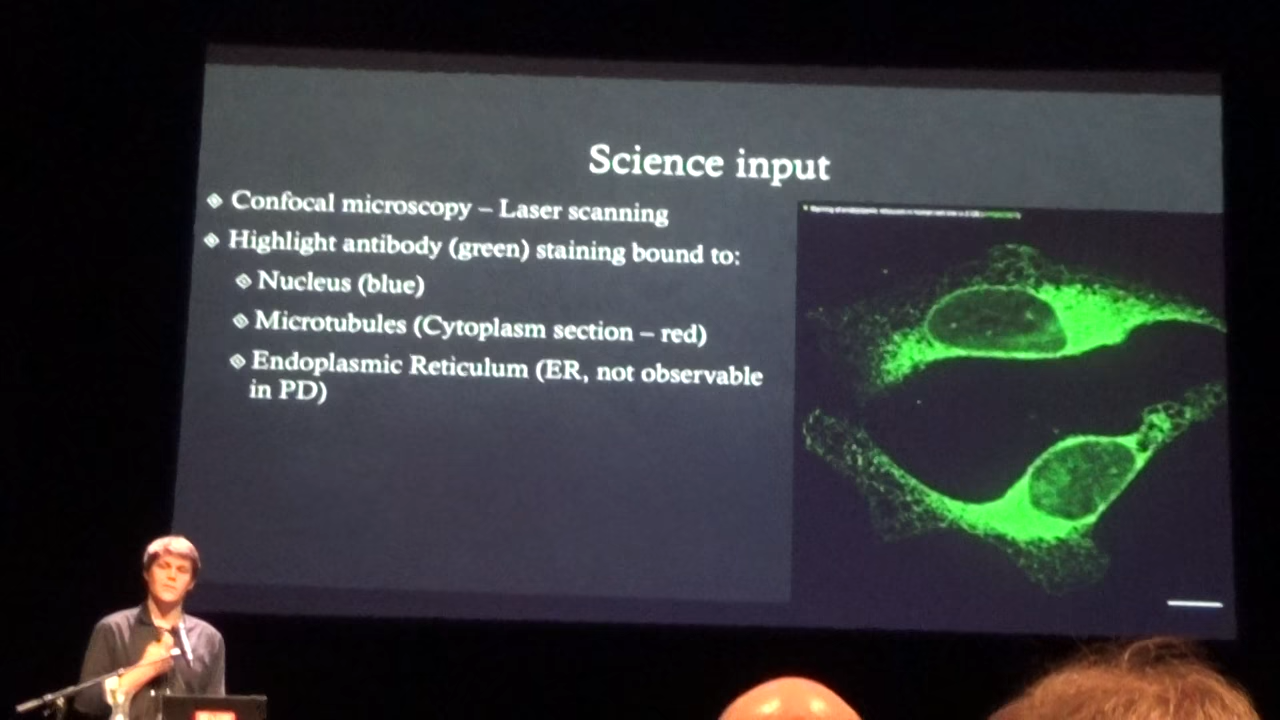 Science input
Confocal microscopy – Laser scanning
Highlight antibody (green) staining bound to:
Nucleus (blue)
Microtubules (Cytoplasm section – red)
Endoplasmic Reticulum (ER, not observable
in PD)